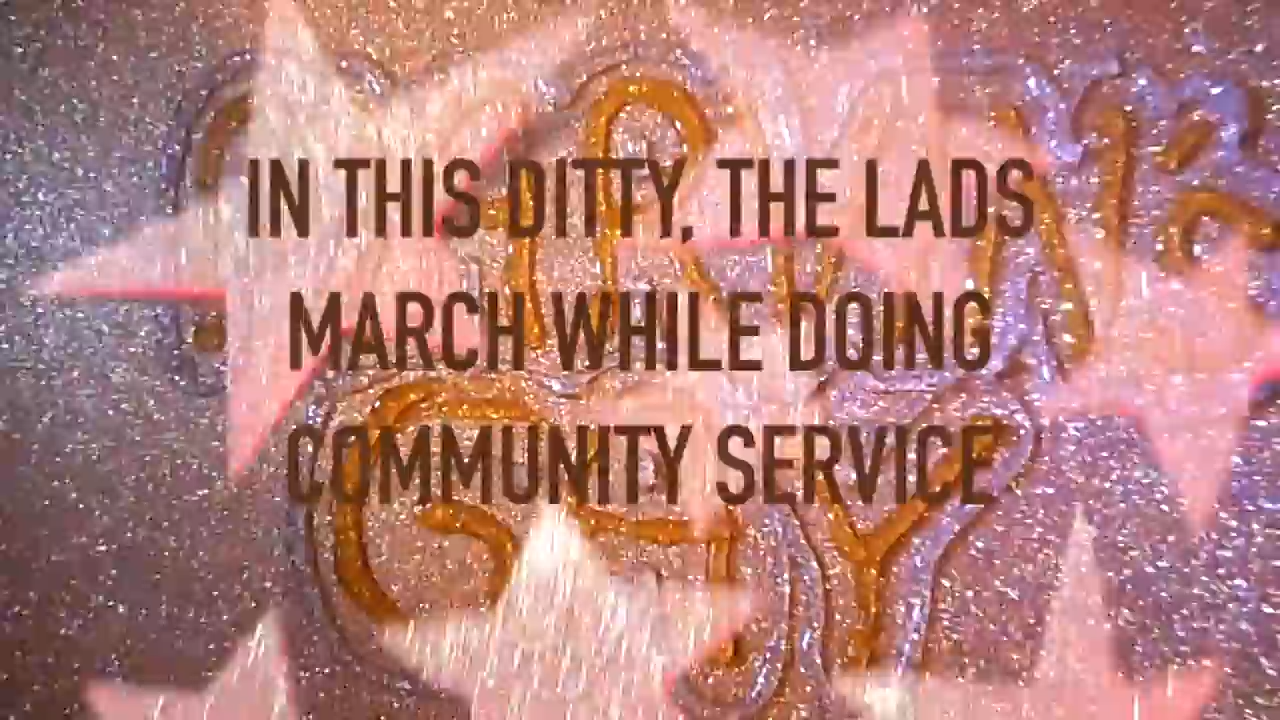 IN THIS DITTY, THE LADS
MARCH WHILE DOING
COMMUNITY SERVICE